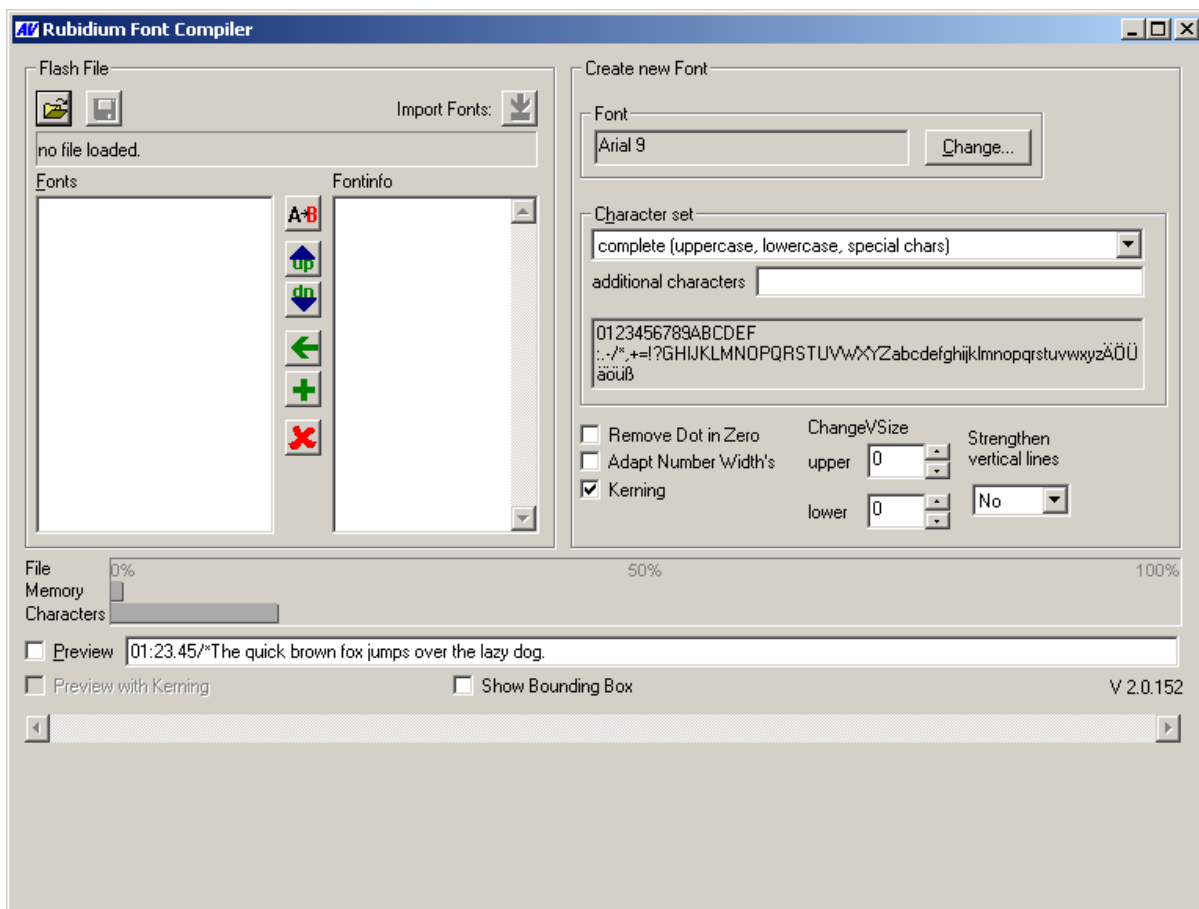 AV Rubidium Font Compiler
Flash File
Import Fonts:
no file loaded.
Fonts
Fontinfo
A B
up
dn
Create new Font
Font
Arial 9
Change...
Character set
complete (uppercase, lowercase, special chars)
additional characters
0123456789ABCDEF
:.-/*,+=!?GHIJKLMNOPQRSTUVWXYZabcdefghijklmnopqrstuvwxyzÄÖÜ
äöüß
Remove Dot in Zero
Adapt Number Width's
Kerning
ChangeVSize
upper 0
lower 0
Strengthen
vertical lines
No
File 0% 50% 100%
Memory
Characters
Preview 01:23.45/*The quick brown fox jumps over the lazy dog.
Preview with Kerning
Show Bounding Box
V 2.0.152